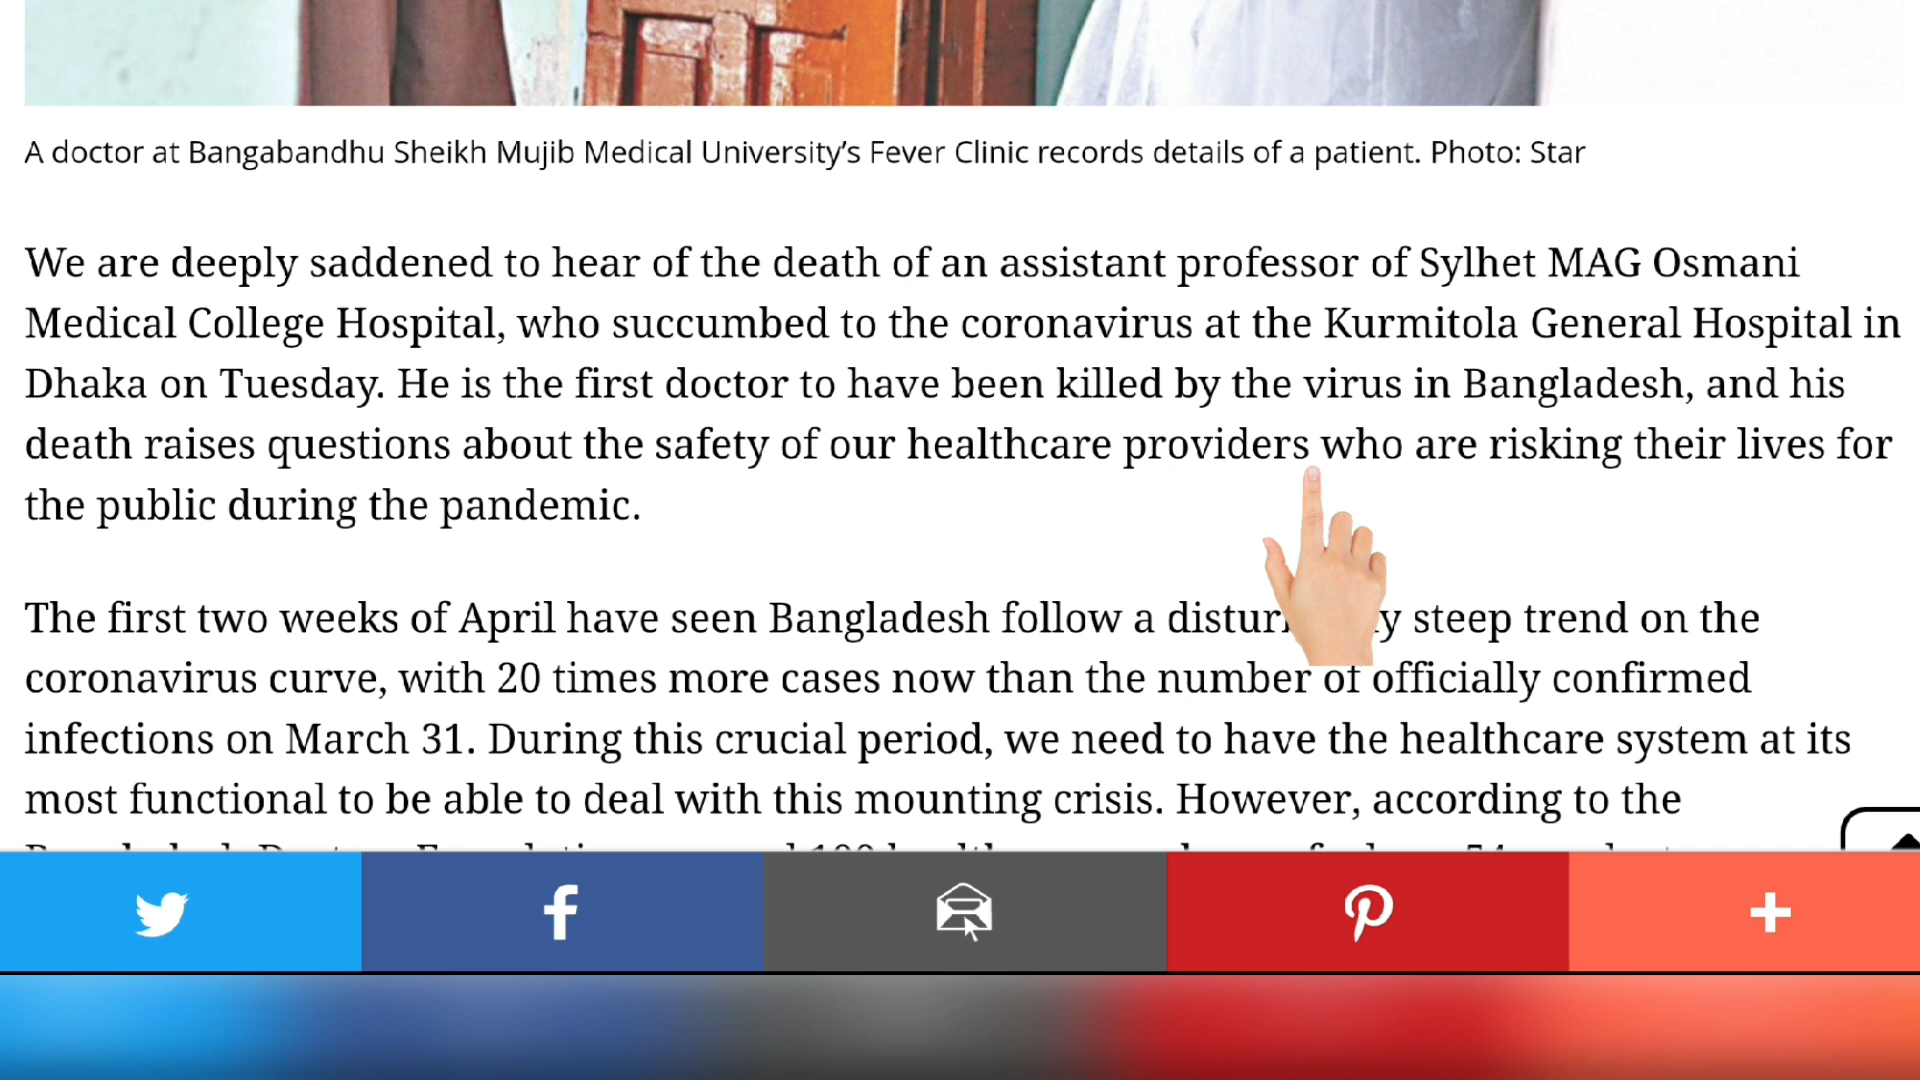 A doctor at Bangabandhu Sheikh Mujib Medical University’s Fever Clinic records details of a patient. Photo: Star
We are deeply saddened to hear of the death of an assistant professor of Sylhet MAG Osmani
Medical College Hospital, who succumbed to the coronavirus at the Kurmitola General Hospital in
Dhaka on Tuesday. He is the first doctor to have been killed by the virus in Bangladesh, and his
death raises questions about the safety of our healthcare providers who are risking their lives for
the public during the pandemic.
The first two weeks of April have seen Bangladesh follow a steep trend on the
coronavirus curve, with 20 times more cases now than the number of officially confirmed
infections on March 31. During this crucial period, we need to have the healthcare system at its
most functional to be able to deal with this mounting crisis. However, according to the